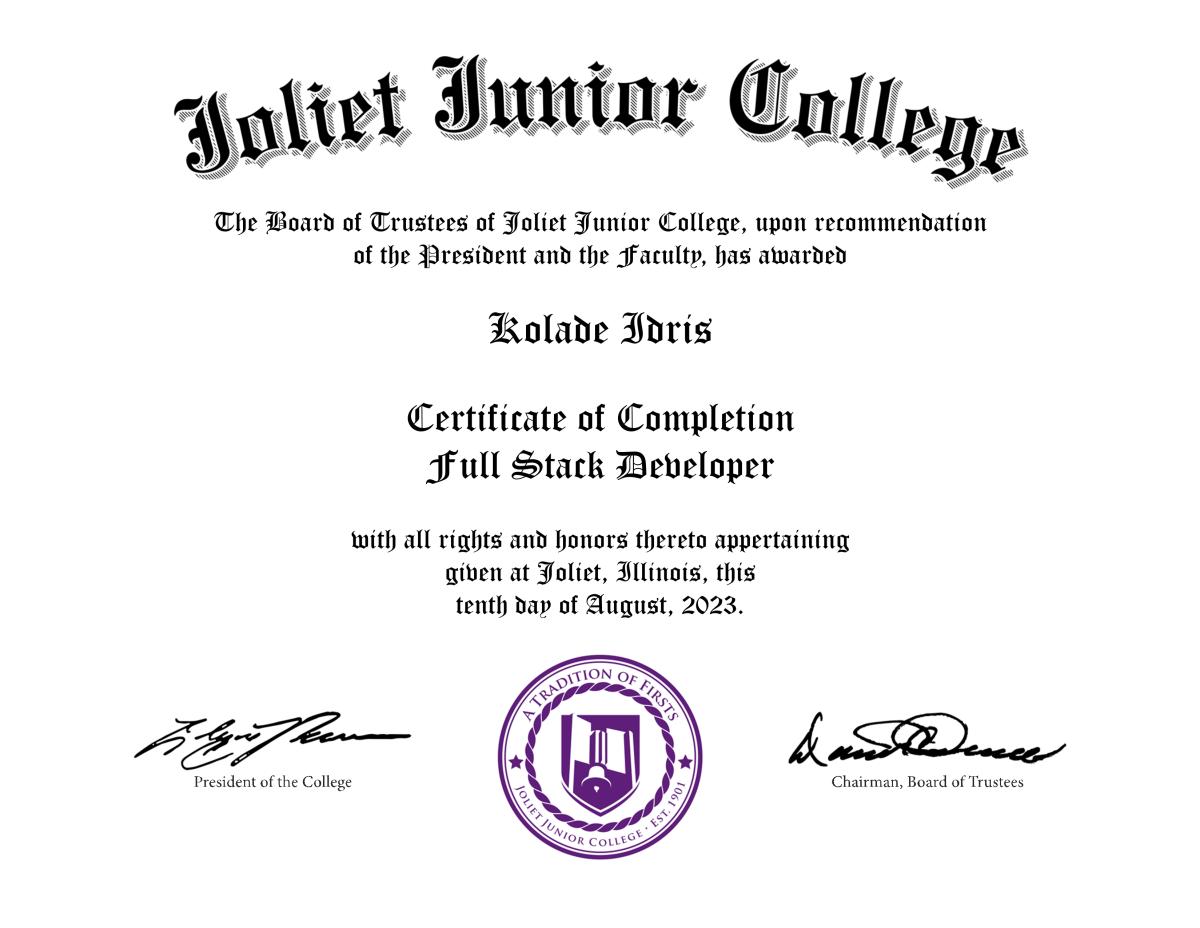 Joliet Junior College
The Board of Trustees of Joliet Junior College, upon recommendation
of the President and the Faculty, has awarded
Kolade Idris
Certificate of Completion
Full Stack Developer
with all rights and honors thereto appertaining
given at Joliet, Illinois, this
tenth day of August, 2023.
A TRADITION OF FIRSTS
JOLIET JUNIOR COLLEGE · EST. 1901
President of the College
Chairman, Board of Trustees